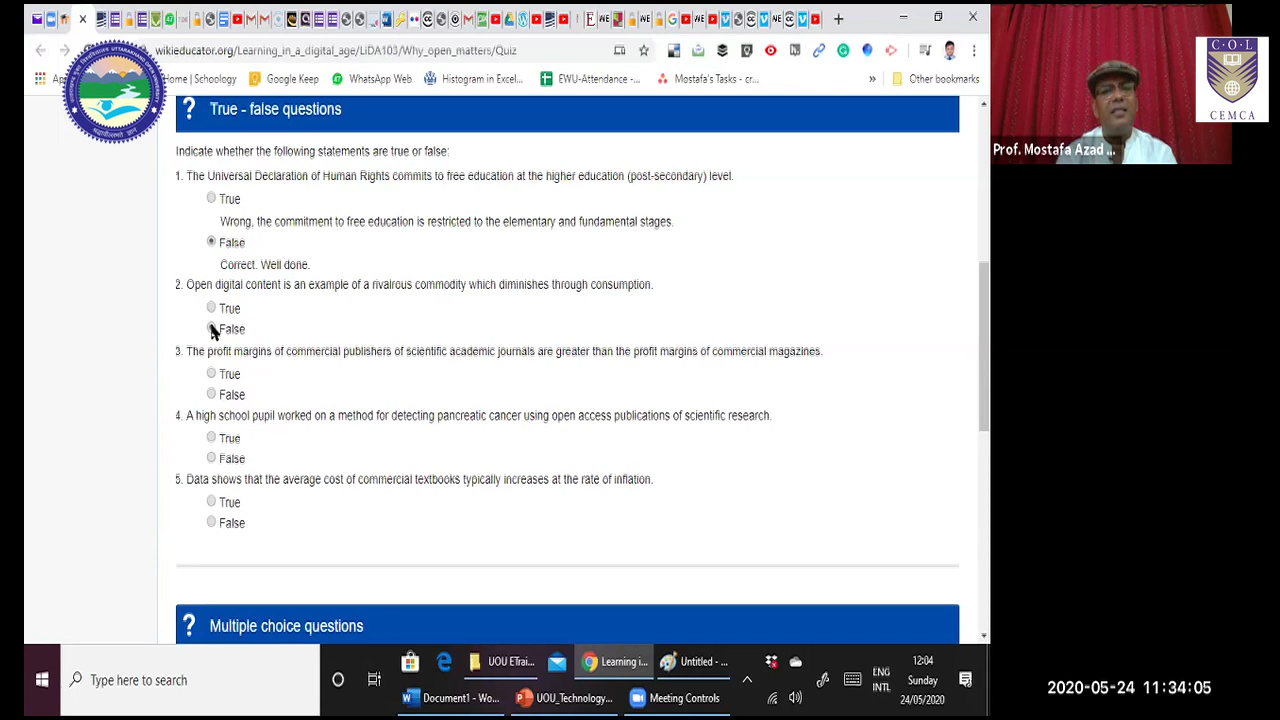 wikieducator.org/Learning_in_a_digital_age/LiDA103/Why_open_matters/Quiz
Home | Schoology
Google Keep
WhatsApp Web
Histogram in Excel...
EWU-Attendance -...
Mostafa's Tasks - cr...
»
Other bookmarks
UTTARAKHAND
C·O·L
CEMCA
Prof. Mostafa Azad ...
? True - false questions
Indicate whether the following statements are true or false:
1. The Universal Declaration of Human Rights commits to free education at the higher education (post-secondary) level.
True
Wrong, the commitment to free education is restricted to the elementary and fundamental stages.
False
Correct. Well done.
2. Open digital content is an example of a rivalrous commodity which diminishes through consumption.
True
False
3. The profit margins of commercial publishers of scientific academic journals are greater than the profit margins of commercial magazines.
True
False
4. A high school pupil worked on a method for detecting pancreatic cancer using open access publications of scientific research.
True
False
5. Data shows that the average cost of commercial textbooks typically increases at the rate of inflation.
True
False
? Multiple choice questions
Type here to search
UOU ETrai...
Learning i...
Untitled - ...
Document1 - Wo...
UOU_Technology...
Meeting Controls
ENG
INTL
12:04
Sunday
24/05/2020
2020-05-24 11:34:05